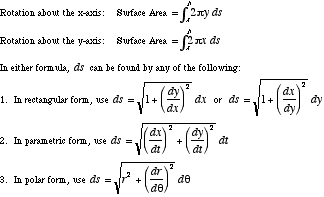 Rotation about the x-axis: Surface Area = ∫ₐᵇ 2πy ds
Rotation about the y-axis: Surface Area = ∫ₐᵇ 2πx ds
In either formula, ds can be found by any of the following:
1. In rectangular form, use ds = √(1 + (dy/dx)²) dx or ds = √(1 + (dx/dy)²) dy
2. In parametric form, use ds = √((dx/dt)² + (dy/dt)²) dt
3. In polar form, use ds = √(r² + (dr/dθ)²) dθ